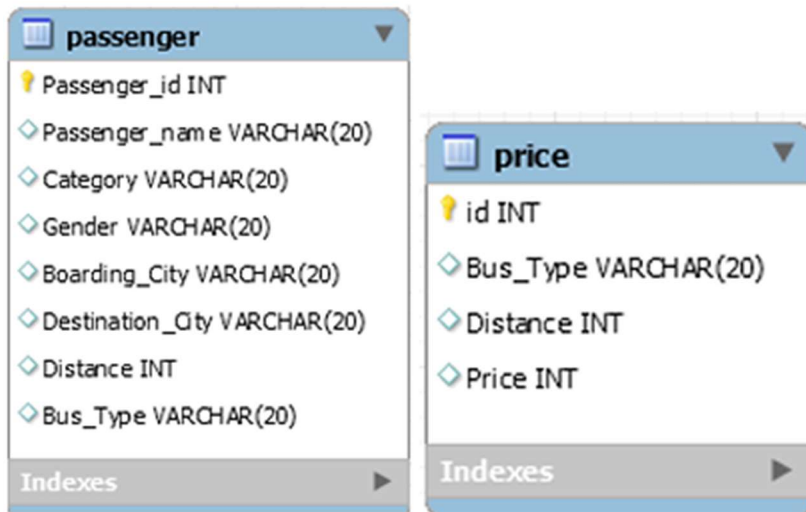 passenger
Passenger_id INT
Passenger_name VARCHAR(20)
Category VARCHAR(20)
Gender VARCHAR(20)
Boarding_City VARCHAR(20)
Destination_City VARCHAR(20)
Distance INT
Bus_Type VARCHAR(20)
Indexes
price
id INT
Bus_Type VARCHAR(20)
Distance INT
Price INT
Indexes